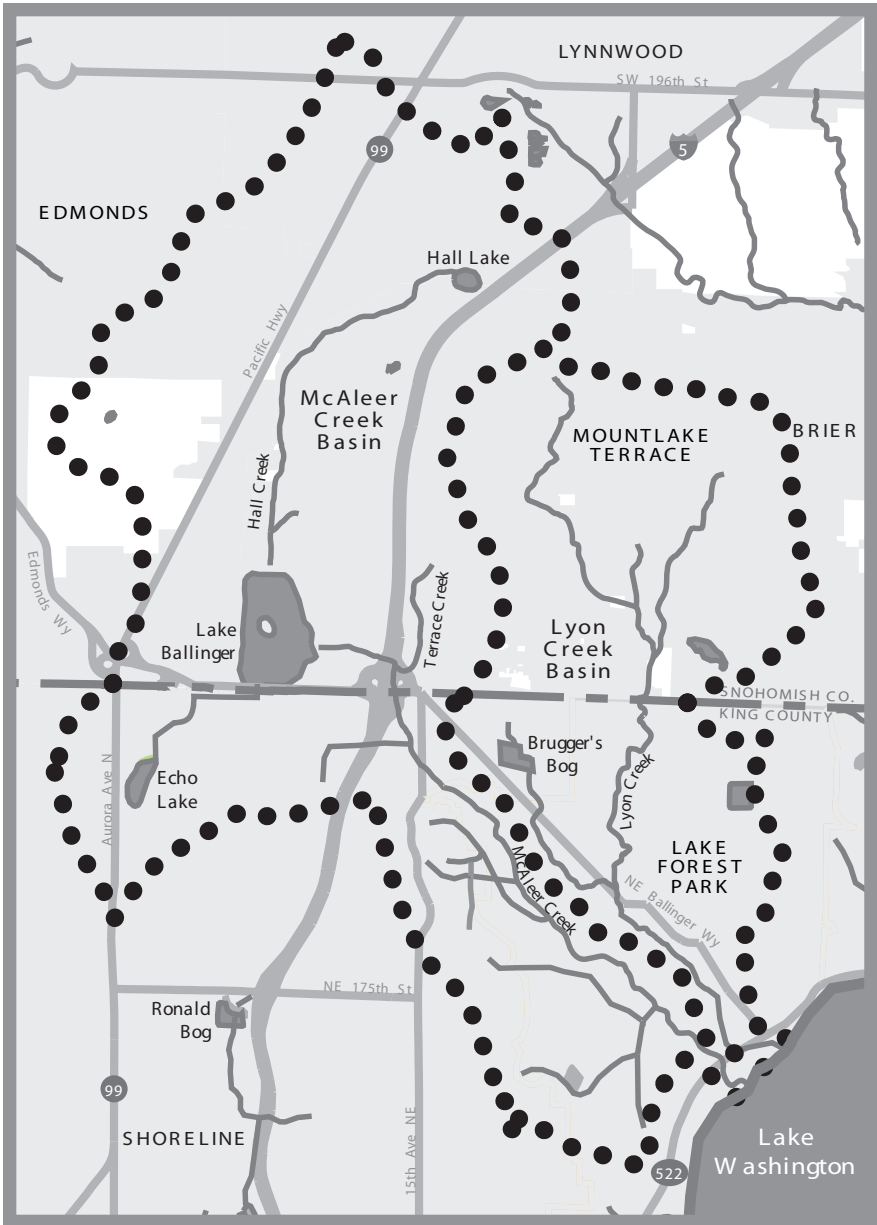 LYNNWOOD
SW 196th St
99
5
EDMONDS
Hall Lake
Pacific Hwy
McAleer
Creek
Basin
MOUNTLAKE
TERRACE
BRIER
Hall Creek
Edmonds Wy
Terrace Creek
Lake
Ballinger
Lyon
Creek
Basin
SNOHOMISH CO.
KING COUNTY
Brugger's
Bog
Echo
Lake
Aurora Ave N
Lyon Creek
McAleer Creek
LAKE
FOREST
PARK
NE Ballinger Wy
NE 175th St
Ronald
Bog
99
15th Ave NE
SHORELINE
522
Lake
Washington